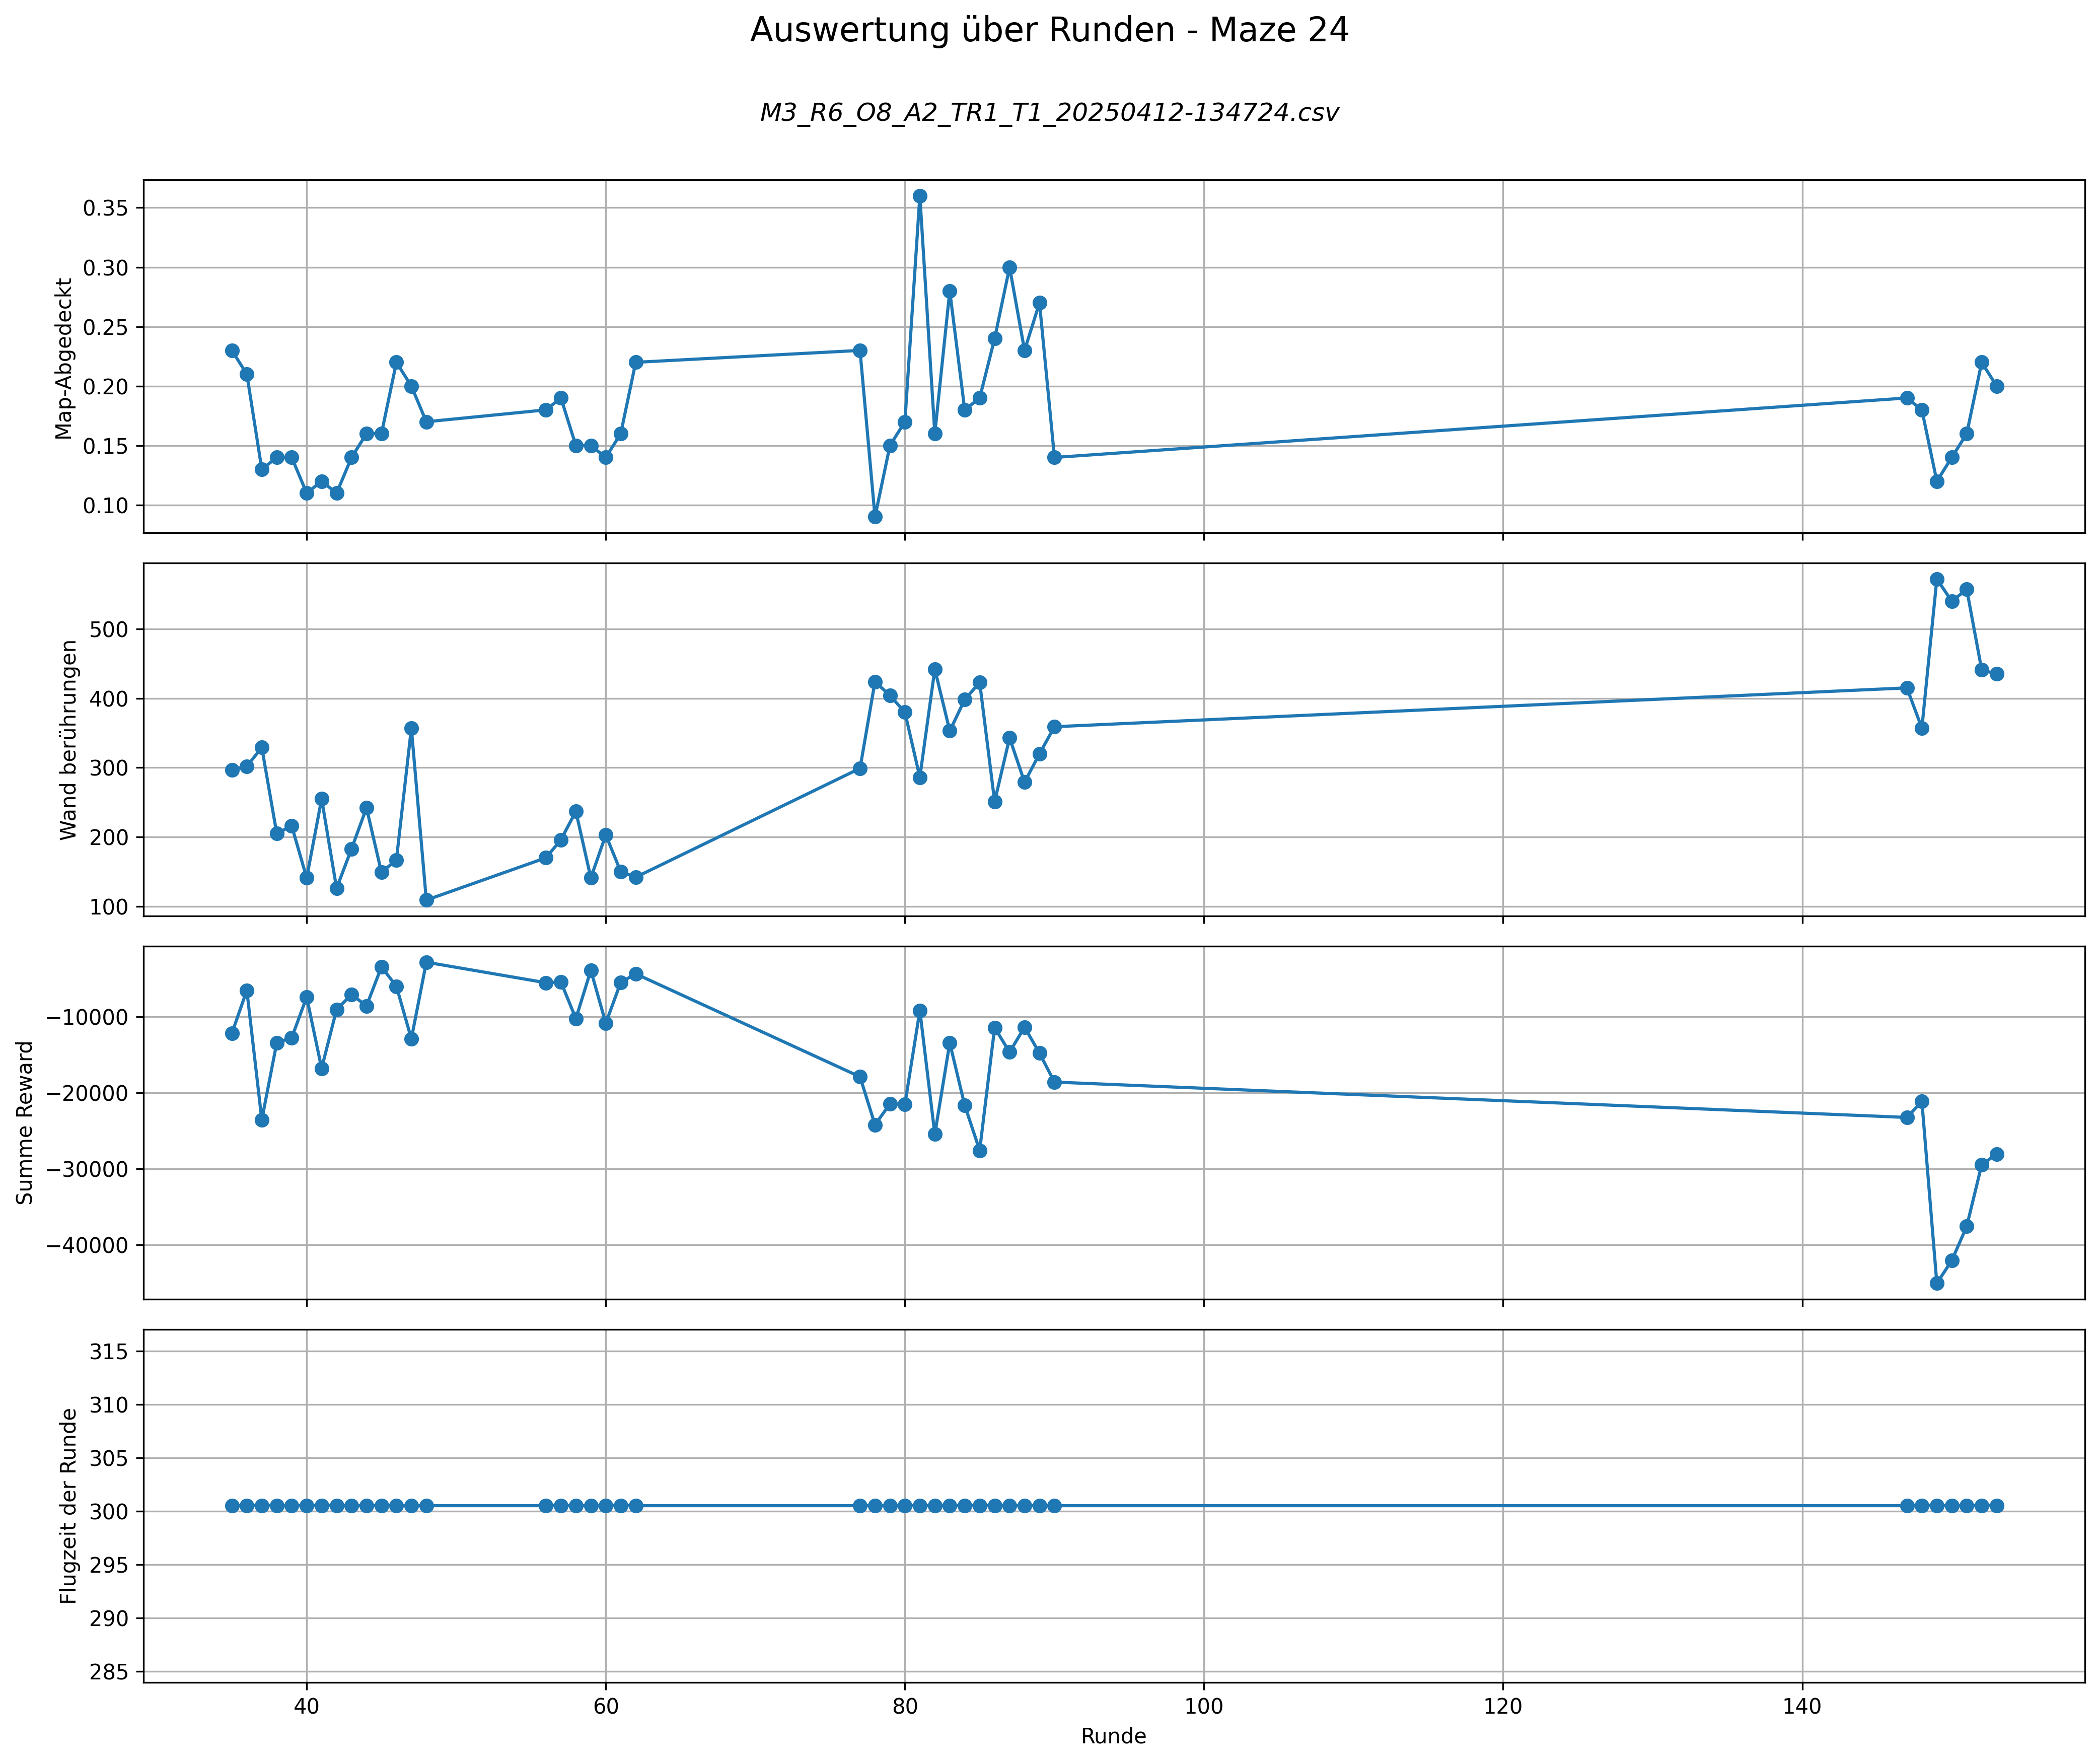 Auswertung über Runden - Maze 24
M3_R6_O8_A2_TR1_T1_20250412-134724.csv
Map-Abgedeckt
0.35
0.30
0.25
0.20
0.15
0.10
Wand berührungen
500
400
300
200
100
Summe Reward
−10000
−20000
−30000
−40000
Flugzeit der Runde
315
310
305
300
295
290
285
40 60 80 100 120 140
Runde